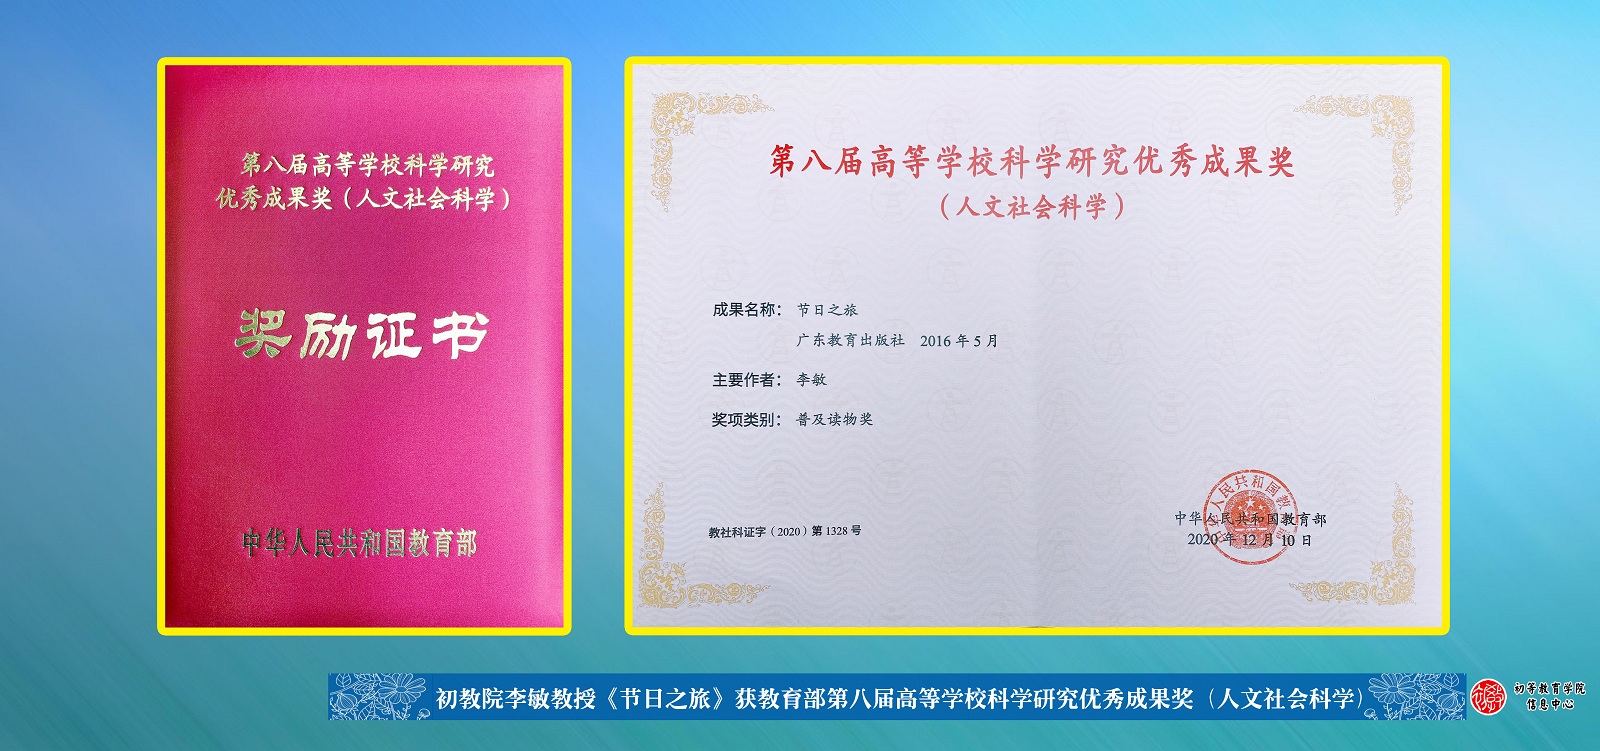 第八届高等学校科学研究
优秀成果奖（人文社会科学）
奖励证书
中华人民共和国教育部
第八届高等学校科学研究优秀成果奖
（人文社会科学）
成果名称： 节日之旅
广东教育出版社 2016 年 5 月
主要作者： 李敏
奖项类别： 普及读物奖
教社科证字（2020）第 1328 号
中华人民共和国教育部
2020 年 12 月 10 日
初教院李敏教授《节日之旅》获教育部第八届高等学校科学研究优秀成果奖（人文社会科学）
初等教育学院
信息中心